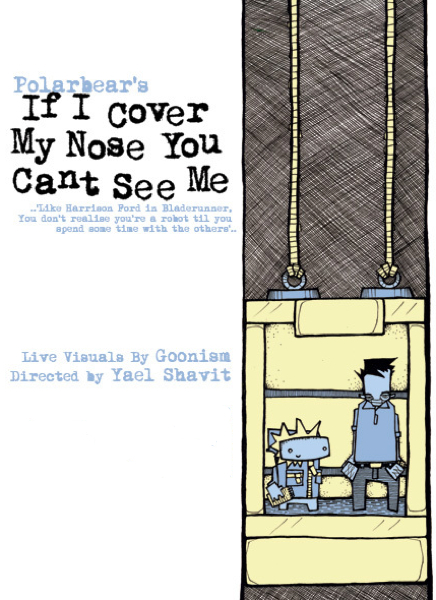 Polarbear's
If I Cover
My Nose You
Cant See Me
..'Like Harrison Ford in Bladerunner,
You don't realise you're a robot til you
spend some time with the others'..
Live Visuals By Goonism
Directed by Yael Shavit